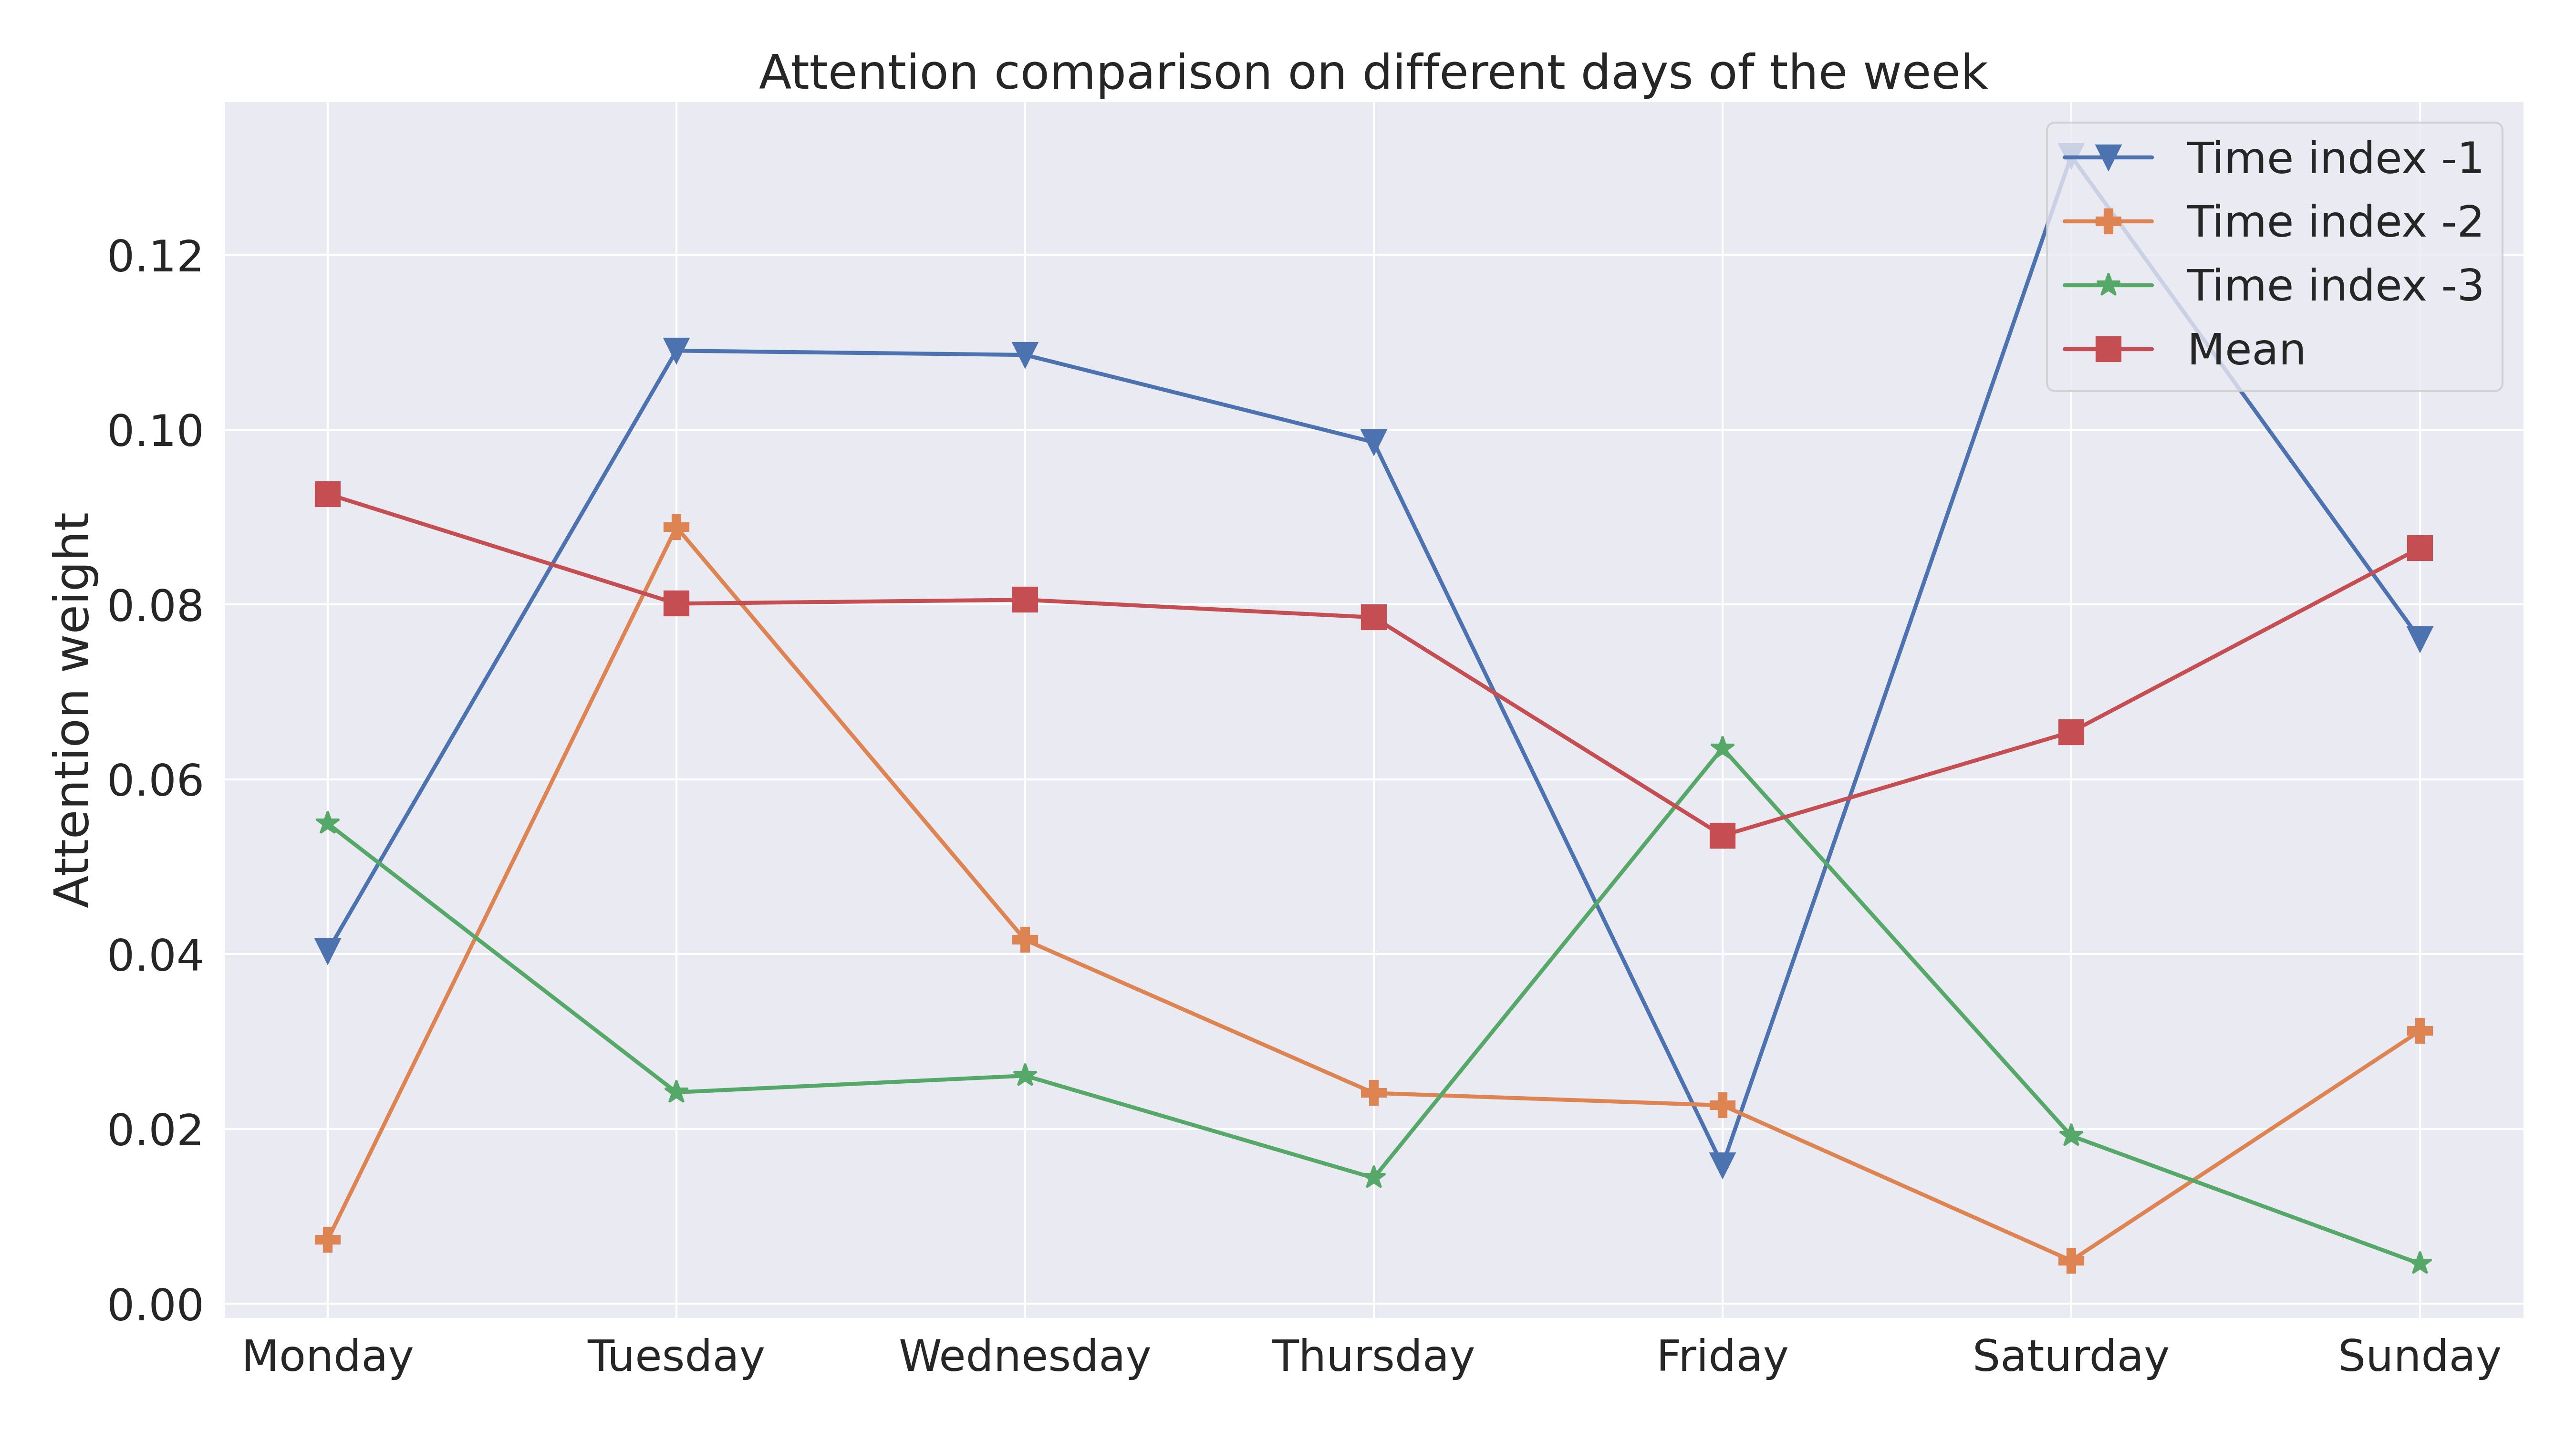 Attention comparison on different days of the week
Time index -1
Time index -2
Time index -3
Mean
Attention weight
0.12
0.10
0.08
0.06
0.04
0.02
0.00
Monday Tuesday Wednesday Thursday Friday Saturday Sunday